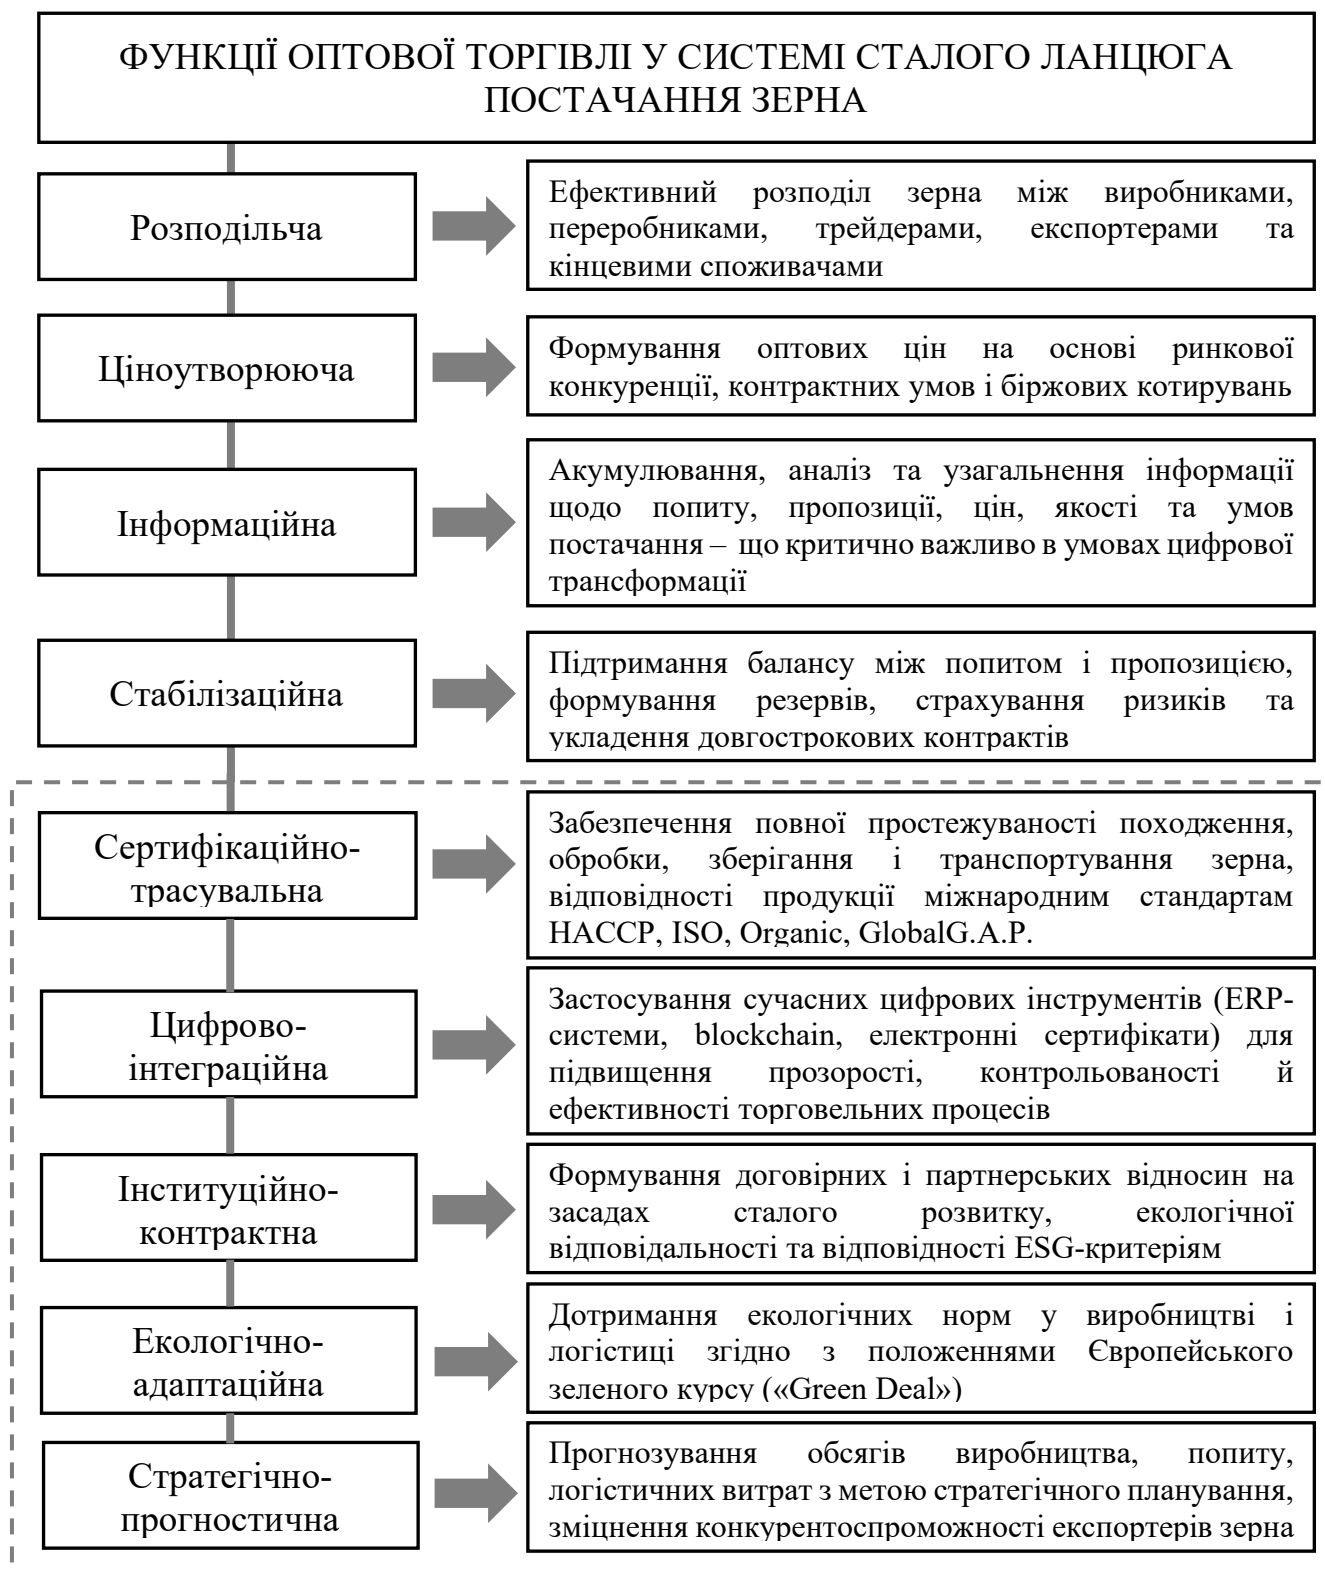 ФУНКЦІЇ ОПТОВОЇ ТОРГІВЛІ У СИСТЕМІ СТАЛОГО ЛАНЦЮГА
ПОСТАЧАННЯ ЗЕРНА
Розподільча
Ефективний розподіл зерна між виробниками,
переробниками, трейдерами, експортерами та
кінцевими споживачами
Ціноутворююча
Формування оптових цін на основі ринкової
конкуренції, контрактних умов і біржових котирувань
Інформаційна
Акумулювання, аналіз та узагальнення інформації
щодо попиту, пропозиції, цін, якості та умов
постачання – що критично важливо в умовах цифрової
трансформації
Стабілізаційна
Підтримання балансу між попитом і пропозицією,
формування резервів, страхування ризиків та
укладення довгострокових контрактів
Сертифікаційно-
трасувальна
Забезпечення повної простежуваності походження,
обробки, зберігання і транспортування зерна,
відповідності продукції міжнародним стандартам
HACCP, ISO, Organic, GlobalG.A.P.
Цифрово-
інтеграційна
Застосування сучасних цифрових інструментів (ERP-
системи, blockchain, електронні сертифікати) для
підвищення прозорості, контрольованості й
ефективності торговельних процесів
Інституційно-
контрактна
Формування договірних і партнерських відносин на
засадах сталого розвитку, екологічної
відповідальності та відповідності ESG-критеріям
Екологічно-
адаптаційна
Дотримання екологічних норм у виробництві і
логістиці згідно з положеннями Європейського
зеленого курсу («Green Deal»)
Стратегічно-
прогностична
Прогнозування обсягів виробництва, попиту,
логістичних витрат з метою стратегічного планування,
зміцнення конкурентоспроможності експортерів зерна